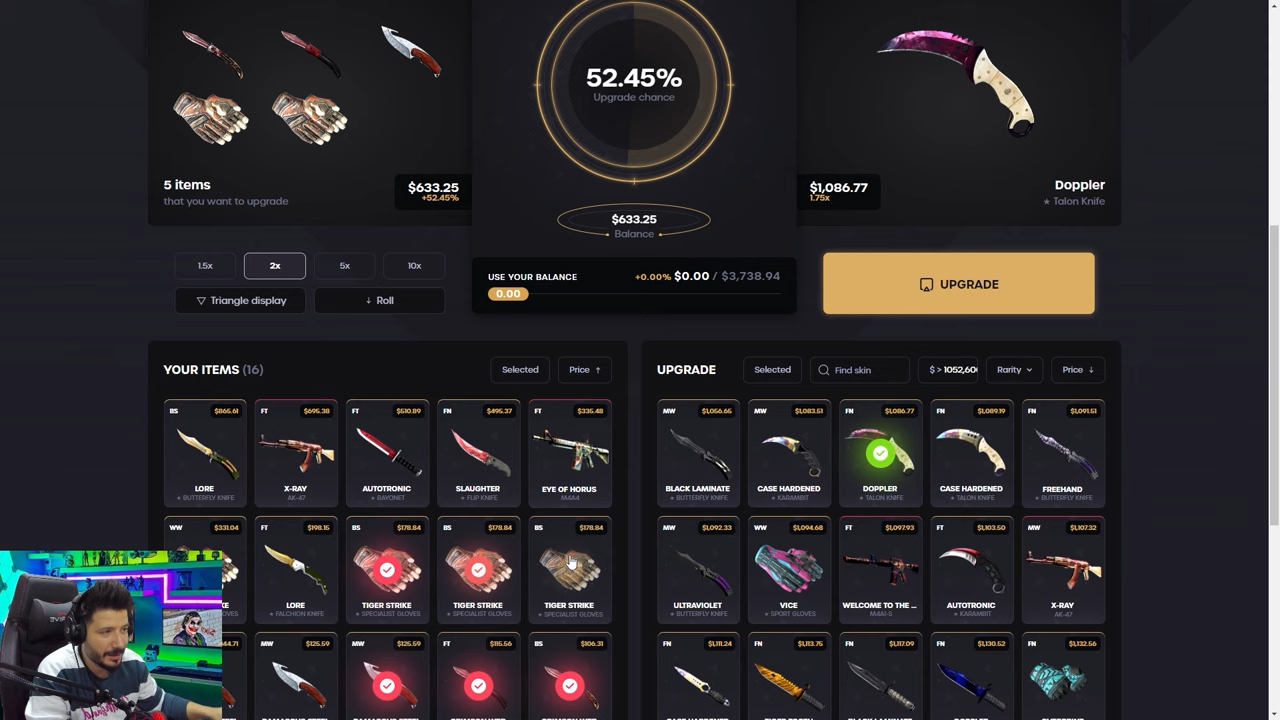 52.45%
Upgrade chance
5 items
that you want to upgrade
$633.25
+52.45%
$633.25
Balance
$1,086.77
1.75x
Doppler
★ Talon Knife
1.5x
2x
5x
10x
▽ Triangle display
↓ Roll
USE YOUR BALANCE
+0.00% $0.00 / $3,738.94
0.00
UPGRADE
YOUR ITEMS (16)
Selected
Price ↑
UPGRADE
Selected
Find skin
$ > 1052,60
Rarity
Price ↓
BS $866.61
FT $695.38
FT $510.89
FN $495.37
FT $335.48
LORE
★ BUTTERFLY KNIFE
X-RAY
AK-47
AUTOTRONIC
★ BAYONET
SLAUGHTER
★ FLIP KNIFE
EYE OF HORUS
M4A4
MW $1,056.65
MW $1,083.51
FN $1,086.77
FN $1,089.19
FN $1,091.51
BLACK LAMINATE
★ BUTTERFLY KNIFE
CASE HARDENED
★ KARAMBIT
DOPPLER
★ TALON KNIFE
CASE HARDENED
★ TALON KNIFE
FREEHAND
★ BUTTERFLY KNIFE
WW $331.04
FT $198.15
BS $178.84
BS $178.84
BS $178.84
LORE
★ FALCHION KNIFE
TIGER STRIKE
★ SPECIALIST GLOVES
TIGER STRIKE
★ SPECIALIST GLOVES
TIGER STRIKE
★ SPECIALIST GLOVES
MW $1,092.33
WW $1,094.68
FT $1,097.93
FT $1,103.50
MW $1,107.32
ULTRAVIOLET
★ BUTTERFLY KNIFE
VICE
★ SPORT GLOVES
WELCOME TO THE ...
M4A1-S
AUTOTRONIC
★ KARAMBIT
X-RAY
AK-47
MW $125.59
MW $125.59
FT $115.56
BS $106.31
FN $1,111.24
FN $1,113.75
FN $1,117.09
FN $1,130.52
FN $1,132.56